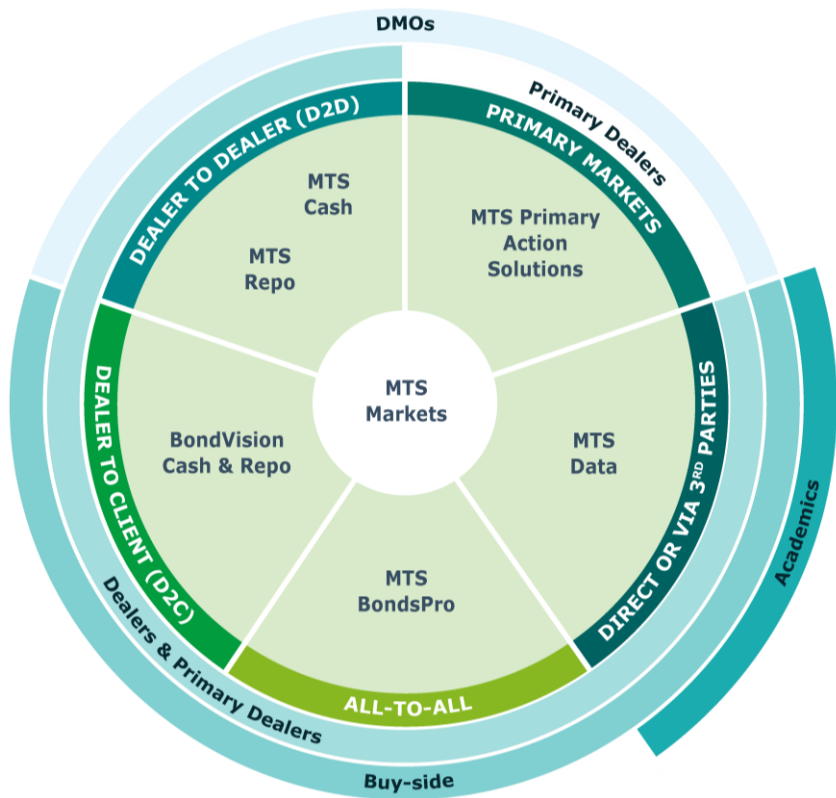 DMOs
Primary Dealers
PRIMARY MARKETS
DEALER TO DEALER (D2D)
MTS
Cash
MTS
Repo
MTS Primary
Action
Solutions
MTS
Markets
BondVision
Cash & Repo
MTS
Data
MTS
BondsPro
DEALER TO CLIENT (D2C)
DIRECT OR VIA 3RD PARTIES
Academics
ALL-TO-ALL
Dealers & Primary Dealers
Buy-side